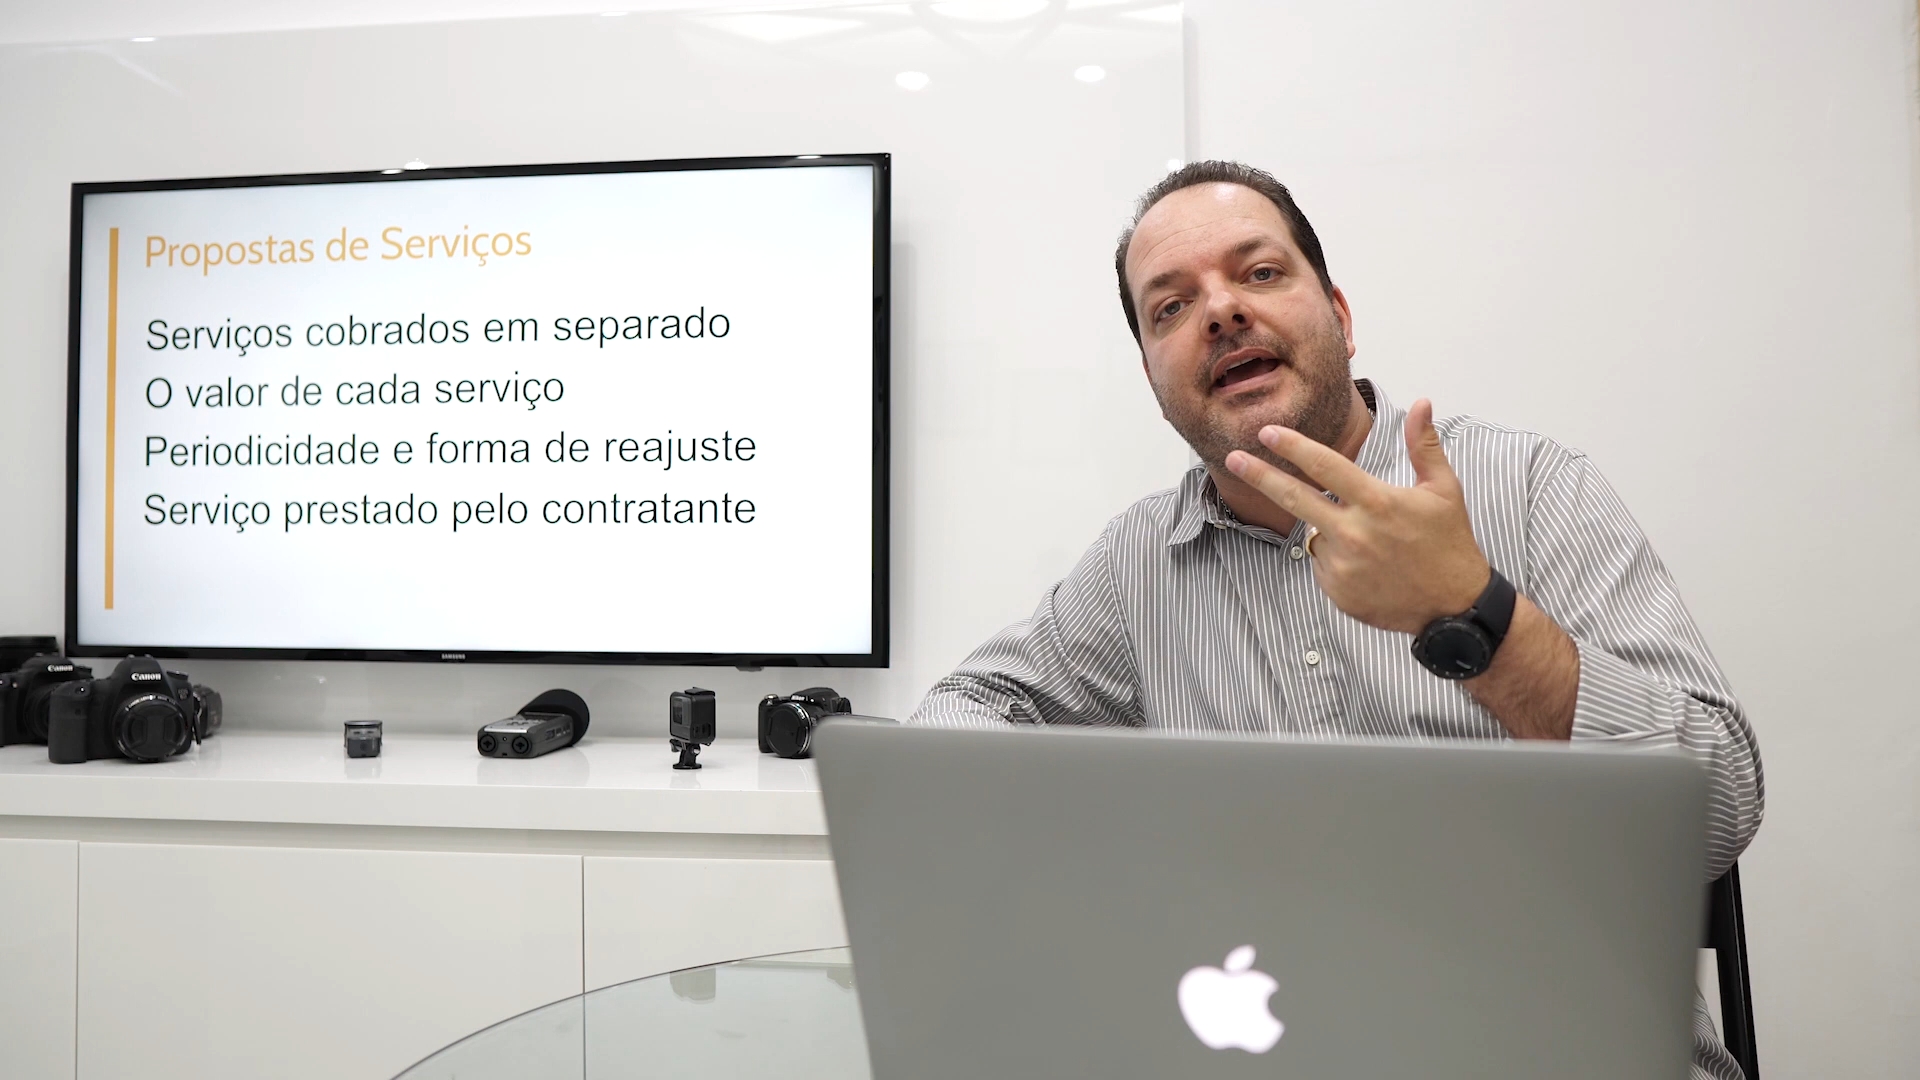 Propostas de Serviços
Serviços cobrados em separado
O valor de cada serviço
Periodicidade e forma de reajuste
Serviço prestado pelo contratante
SAMSUNG
Canon
Canon
Nikon